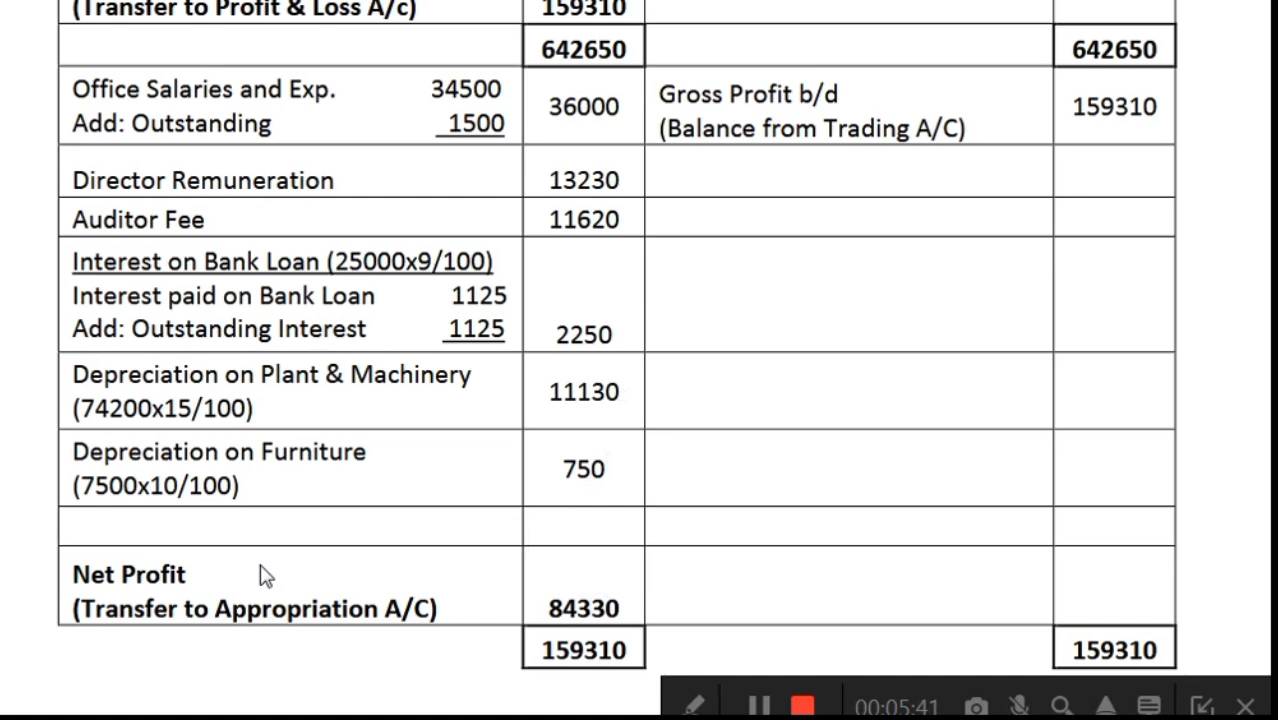 (Transfer to Profit & Loss A/c) 159310
642650 642650
Office Salaries and Exp. 34500
Add: Outstanding 1500
36000
Gross Profit b/d
(Balance from Trading A/C)
159310
Director Remuneration 13230
Auditor Fee 11620
Interest on Bank Loan (25000x9/100)
Interest paid on Bank Loan 1125
Add: Outstanding Interest 1125 2250
Depreciation on Plant & Machinery
(74200x15/100)
11130
Depreciation on Furniture
(7500x10/100)
750
Net Profit
(Transfer to Appropriation A/C) 84330
159310 159310
00:05:41